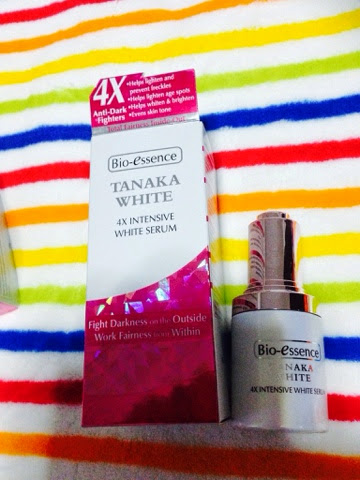 4X
Anti-Dark
Fighters
•Helps lighten and
prevent freckles
•Helps lighten age spots
•Helps whiten & brighten
•Evens skin tone
Total Fairness
Bio-essence
TANAKA
WHITE
4X INTENSIVE
WHITE SERUM
Fight Darkness on the Outside
Work Fairness from Within
Bio-essence
TANAKA
WHITE
4X INTENSIVE WHITE SERUM